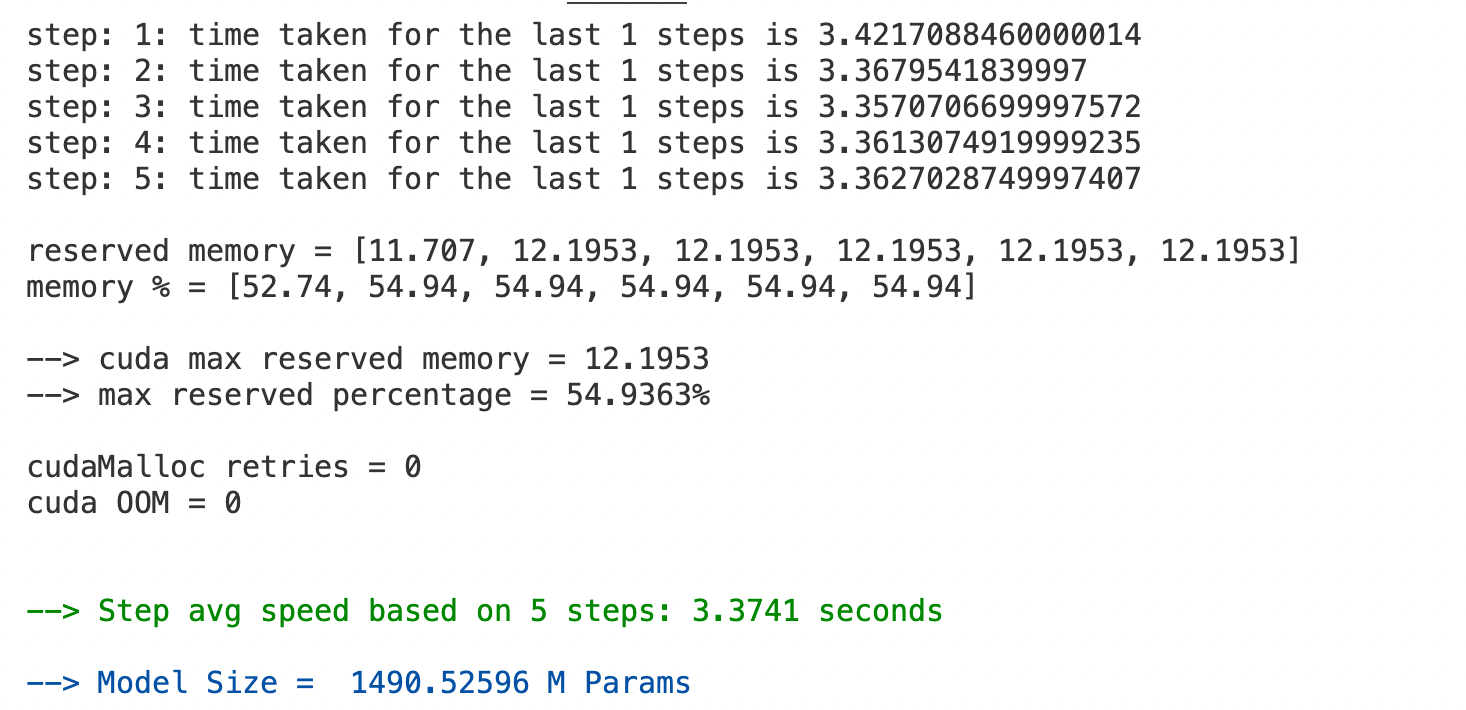 step: 1: time taken for the last 1 steps is 3.4217088460000014
step: 2: time taken for the last 1 steps is 3.3679541839997
step: 3: time taken for the last 1 steps is 3.3570706699997572
step: 4: time taken for the last 1 steps is 3.3613074919999235
step: 5: time taken for the last 1 steps is 3.3627028749997407
reserved memory = [11.707, 12.1953, 12.1953, 12.1953, 12.1953, 12.1953]
memory % = [52.74, 54.94, 54.94, 54.94, 54.94, 54.94]
--> cuda max reserved memory = 12.1953
--> max reserved percentage = 54.9363%
cudaMalloc retries = 0
cuda OOM = 0
--> Step avg speed based on 5 steps: 3.3741 seconds
--> Model Size =  1490.52596 M Params